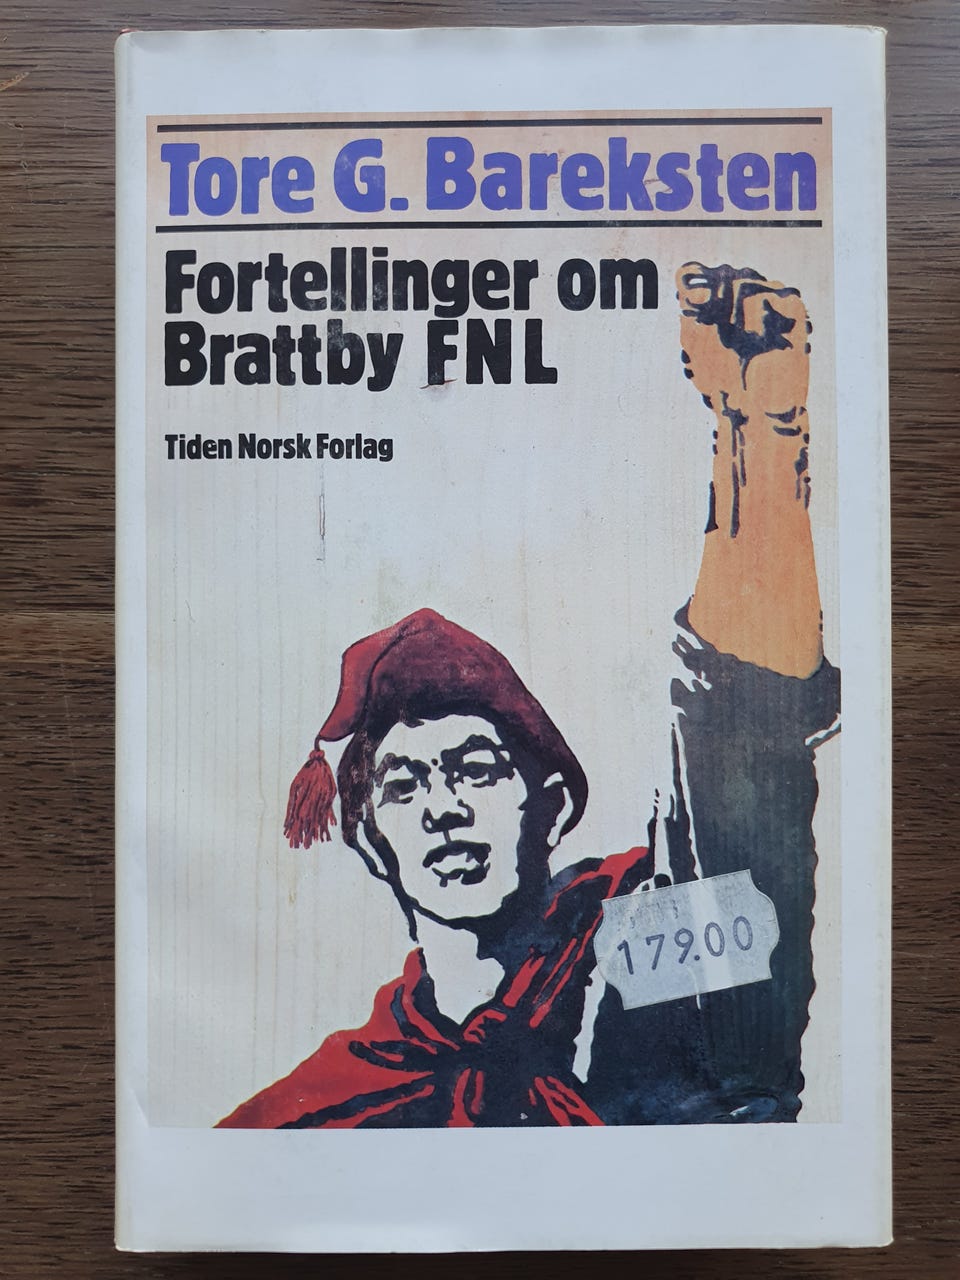 Tore G. Bareksten
Fortellinger om
Brattby FNL
Tiden Norsk Forlag
179.00